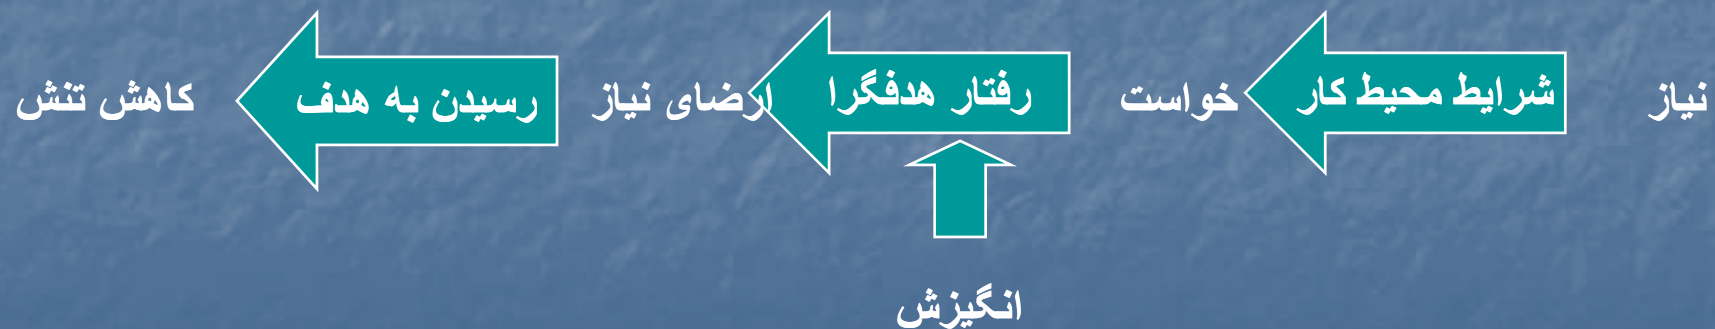 نیاز شرایط محیط کار خواست رفتار هدفگرا ارضای نیاز رسیدن به هدف کاهش تنش
انگیزش